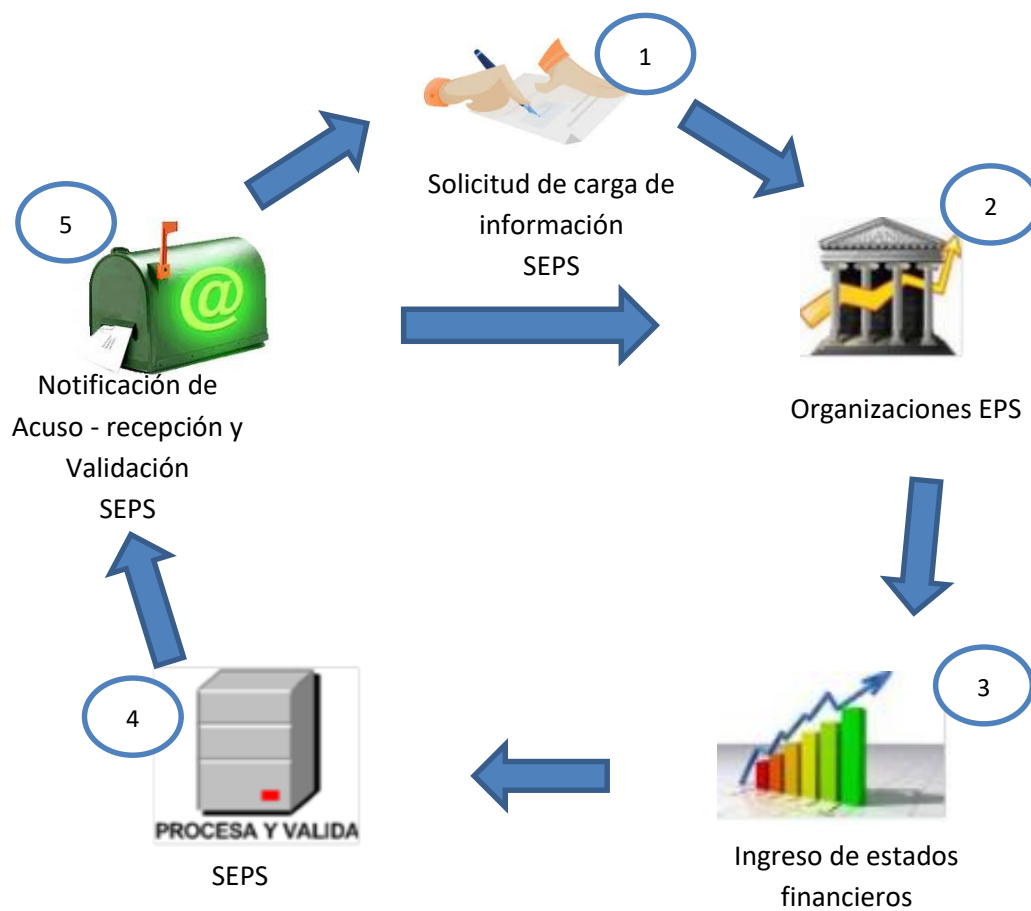 1
Solicitud de carga de
información
SEPS
2
Organizaciones EPS
3
Ingreso de estados
financieros
4
PROCESA Y VALIDA
SEPS
5
@
Notificación de
Acuso - recepción y
Validación
SEPS